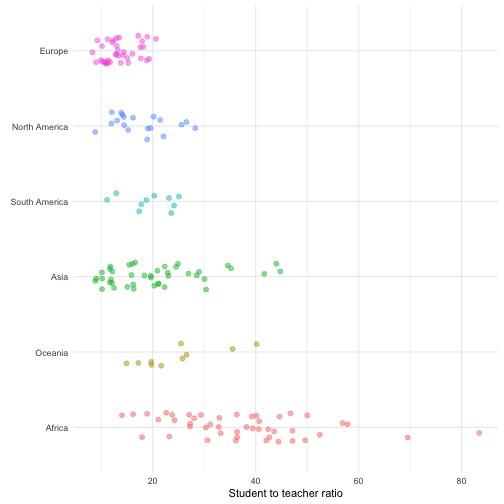 Europe
North America
South America
Asia
Oceania
Africa
20 40 60 80
Student to teacher ratio